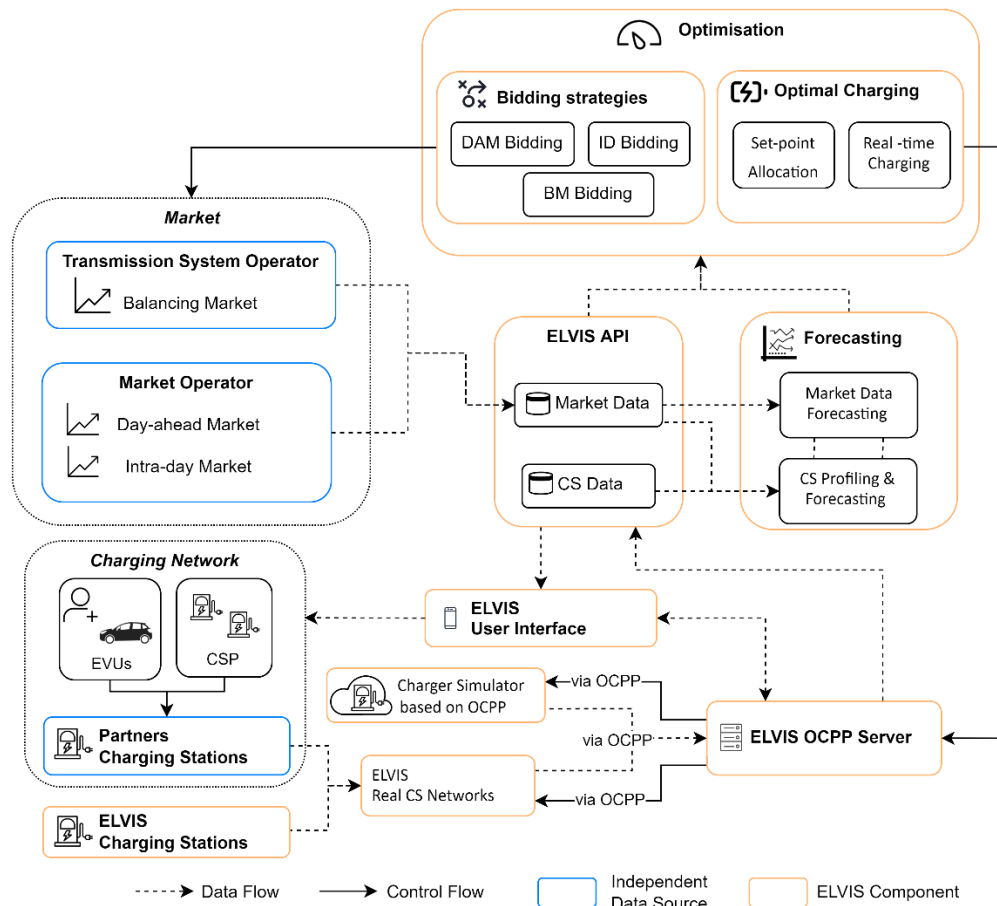 Optimisation
Bidding strategies
DAM Bidding
ID Bidding
BM Bidding
Optimal Charging
Set-point
Allocation
Real -time
Charging
Market
Transmission System Operator
Balancing Market
Market Operator
Day-ahead Market
Intra-day Market
ELVIS API
Market Data
CS Data
Forecasting
Market Data
Forecasting
CS Profiling &
Forecasting
Charging Network
EVUs
CSP
Partners
Charging Stations
ELVIS
Charging Stations
ELVIS
User Interface
Charger Simulator
based on OCPP
ELVIS
Real CS Networks
via OCPP
via OCPP
via OCPP
ELVIS OCPP Server
Data Flow
Control Flow
Independent
Data Source
ELVIS Component